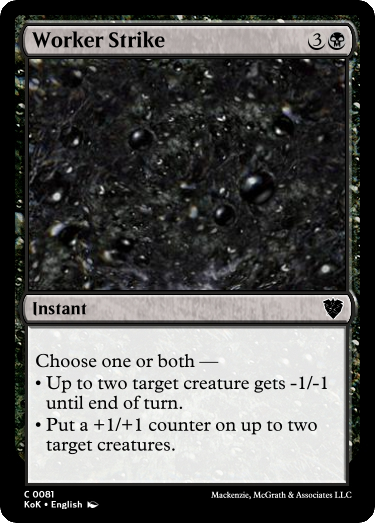 Worker Strike 3
Instant
Choose one or both —
• Up to two target creature gets -1/-1
until end of turn.
• Put a +1/+1 counter on up to two
target creatures.
C 0081
KoK • English
Mackenzie, McGrath & Associates LLC